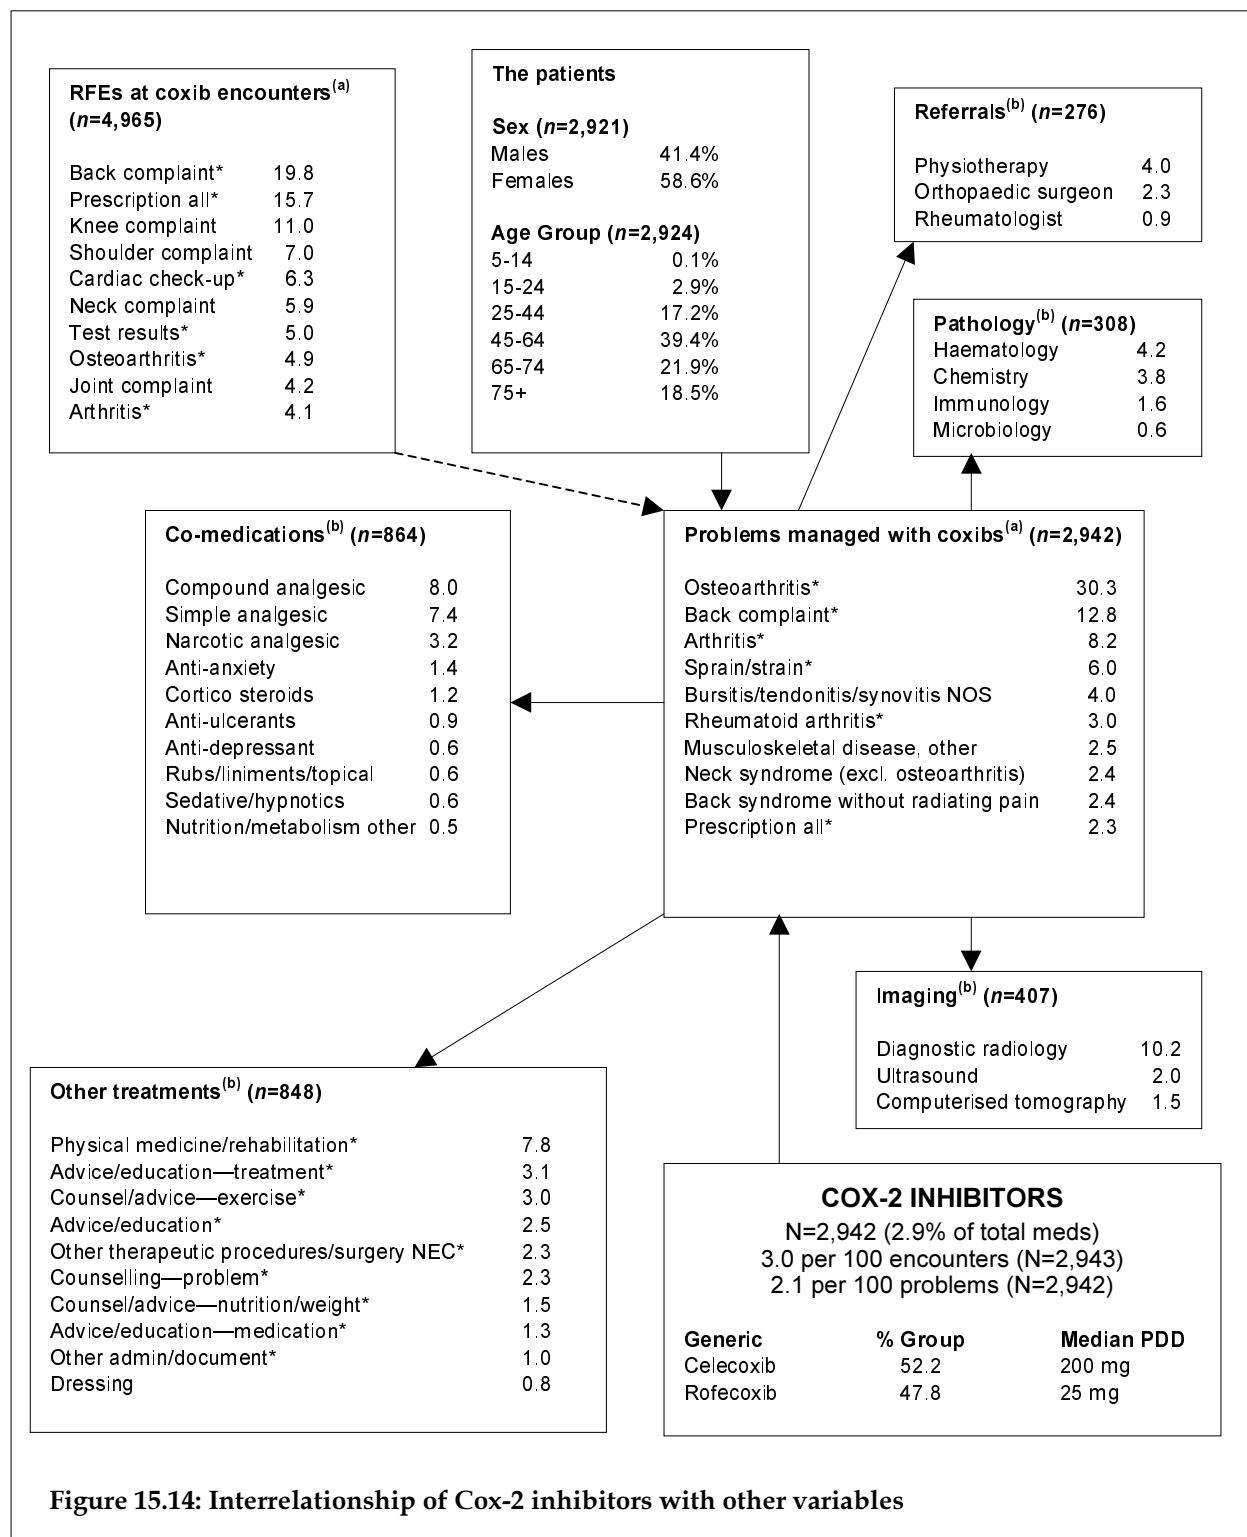 RFEs at coxib encounters(a)
(n=4,965)
Back complaint* 19.8
Prescription all* 15.7
Knee complaint 11.0
Shoulder complaint 7.0
Cardiac check-up* 6.3
Neck complaint 5.9
Test results* 5.0
Osteoarthritis* 4.9
Joint complaint 4.2
Arthritis* 4.1
The patients
Sex (n=2,921)
Males 41.4%
Females 58.6%
Age Group (n=2,924)
5-14 0.1%
15-24 2.9%
25-44 17.2%
45-64 39.4%
65-74 21.9%
75+ 18.5%
Referrals(b) (n=276)
Physiotherapy 4.0
Orthopaedic surgeon 2.3
Rheumatologist 0.9
Pathology(b) (n=308)
Haematology 4.2
Chemistry 3.8
Immunology 1.6
Microbiology 0.6
Co-medications(b) (n=864)
Compound analgesic 8.0
Simple analgesic 7.4
Narcotic analgesic 3.2
Anti-anxiety 1.4
Cortico steroids 1.2
Anti-ulcerants 0.9
Anti-depressant 0.6
Rubs/liniments/topical 0.6
Sedative/hypnotics 0.6
Nutrition/metabolism other 0.5
Problems managed with coxibs(a) (n=2,942)
Osteoarthritis* 30.3
Back complaint* 12.8
Arthritis* 8.2
Sprain/strain* 6.0
Bursitis/tendonitis/synovitis NOS 4.0
Rheumatoid arthritis* 3.0
Musculoskeletal disease, other 2.5
Neck syndrome (excl. osteoarthritis) 2.4
Back syndrome without radiating pain 2.4
Prescription all* 2.3
Imaging(b) (n=407)
Diagnostic radiology 10.2
Ultrasound 2.0
Computerised tomography 1.5
Other treatments(b) (n=848)
Physical medicine/rehabilitation* 7.8
Advice/education—treatment* 3.1
Counsel/advice—exercise* 3.0
Advice/education* 2.5
Other therapeutic procedures/surgery NEC* 2.3
Counselling—problem* 2.3
Counsel/advice—nutrition/weight* 1.5
Advice/education—medication* 1.3
Other admin/document* 1.0
Dressing 0.8
COX-2 INHIBITORS
N=2,942 (2.9% of total meds)
3.0 per 100 encounters (N=2,943)
2.1 per 100 problems (N=2,942)
Generic % Group Median PDD
Celecoxib 52.2 200 mg
Rofecoxib 47.8 25 mg
Figure 15.14: Interrelationship of Cox-2 inhibitors with other variables